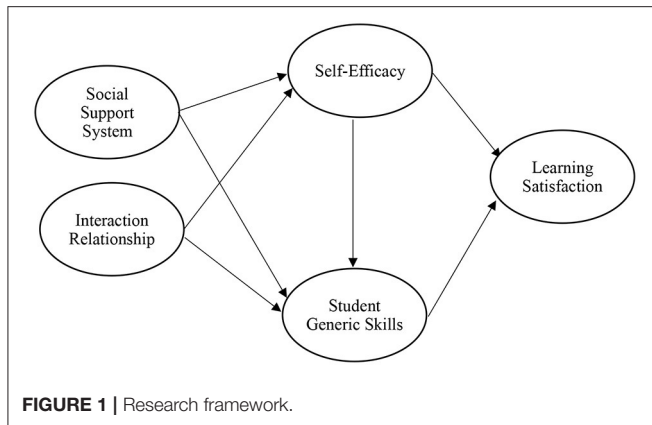 Self-Efficacy
Social
Support
System
Learning
Satisfaction
Interaction
Relationship
Student
Generic Skills
FIGURE 1 | Research framework.